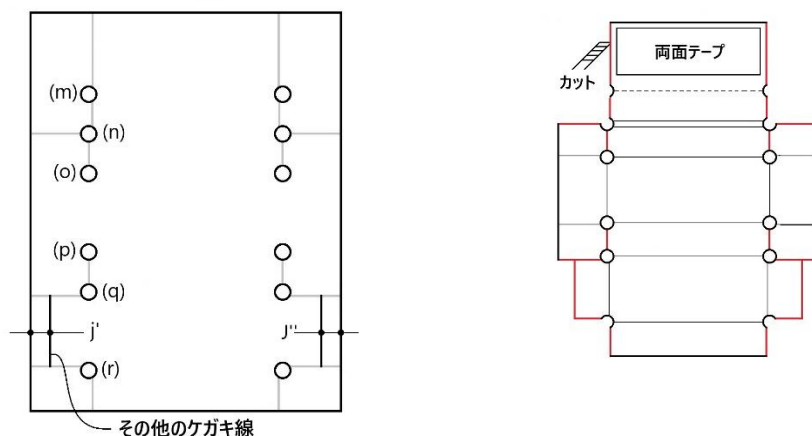 (m)
(n)
(o)
(p)
(q)
j'
J''
(r)
その他のケガキ線
両面テープ
カット